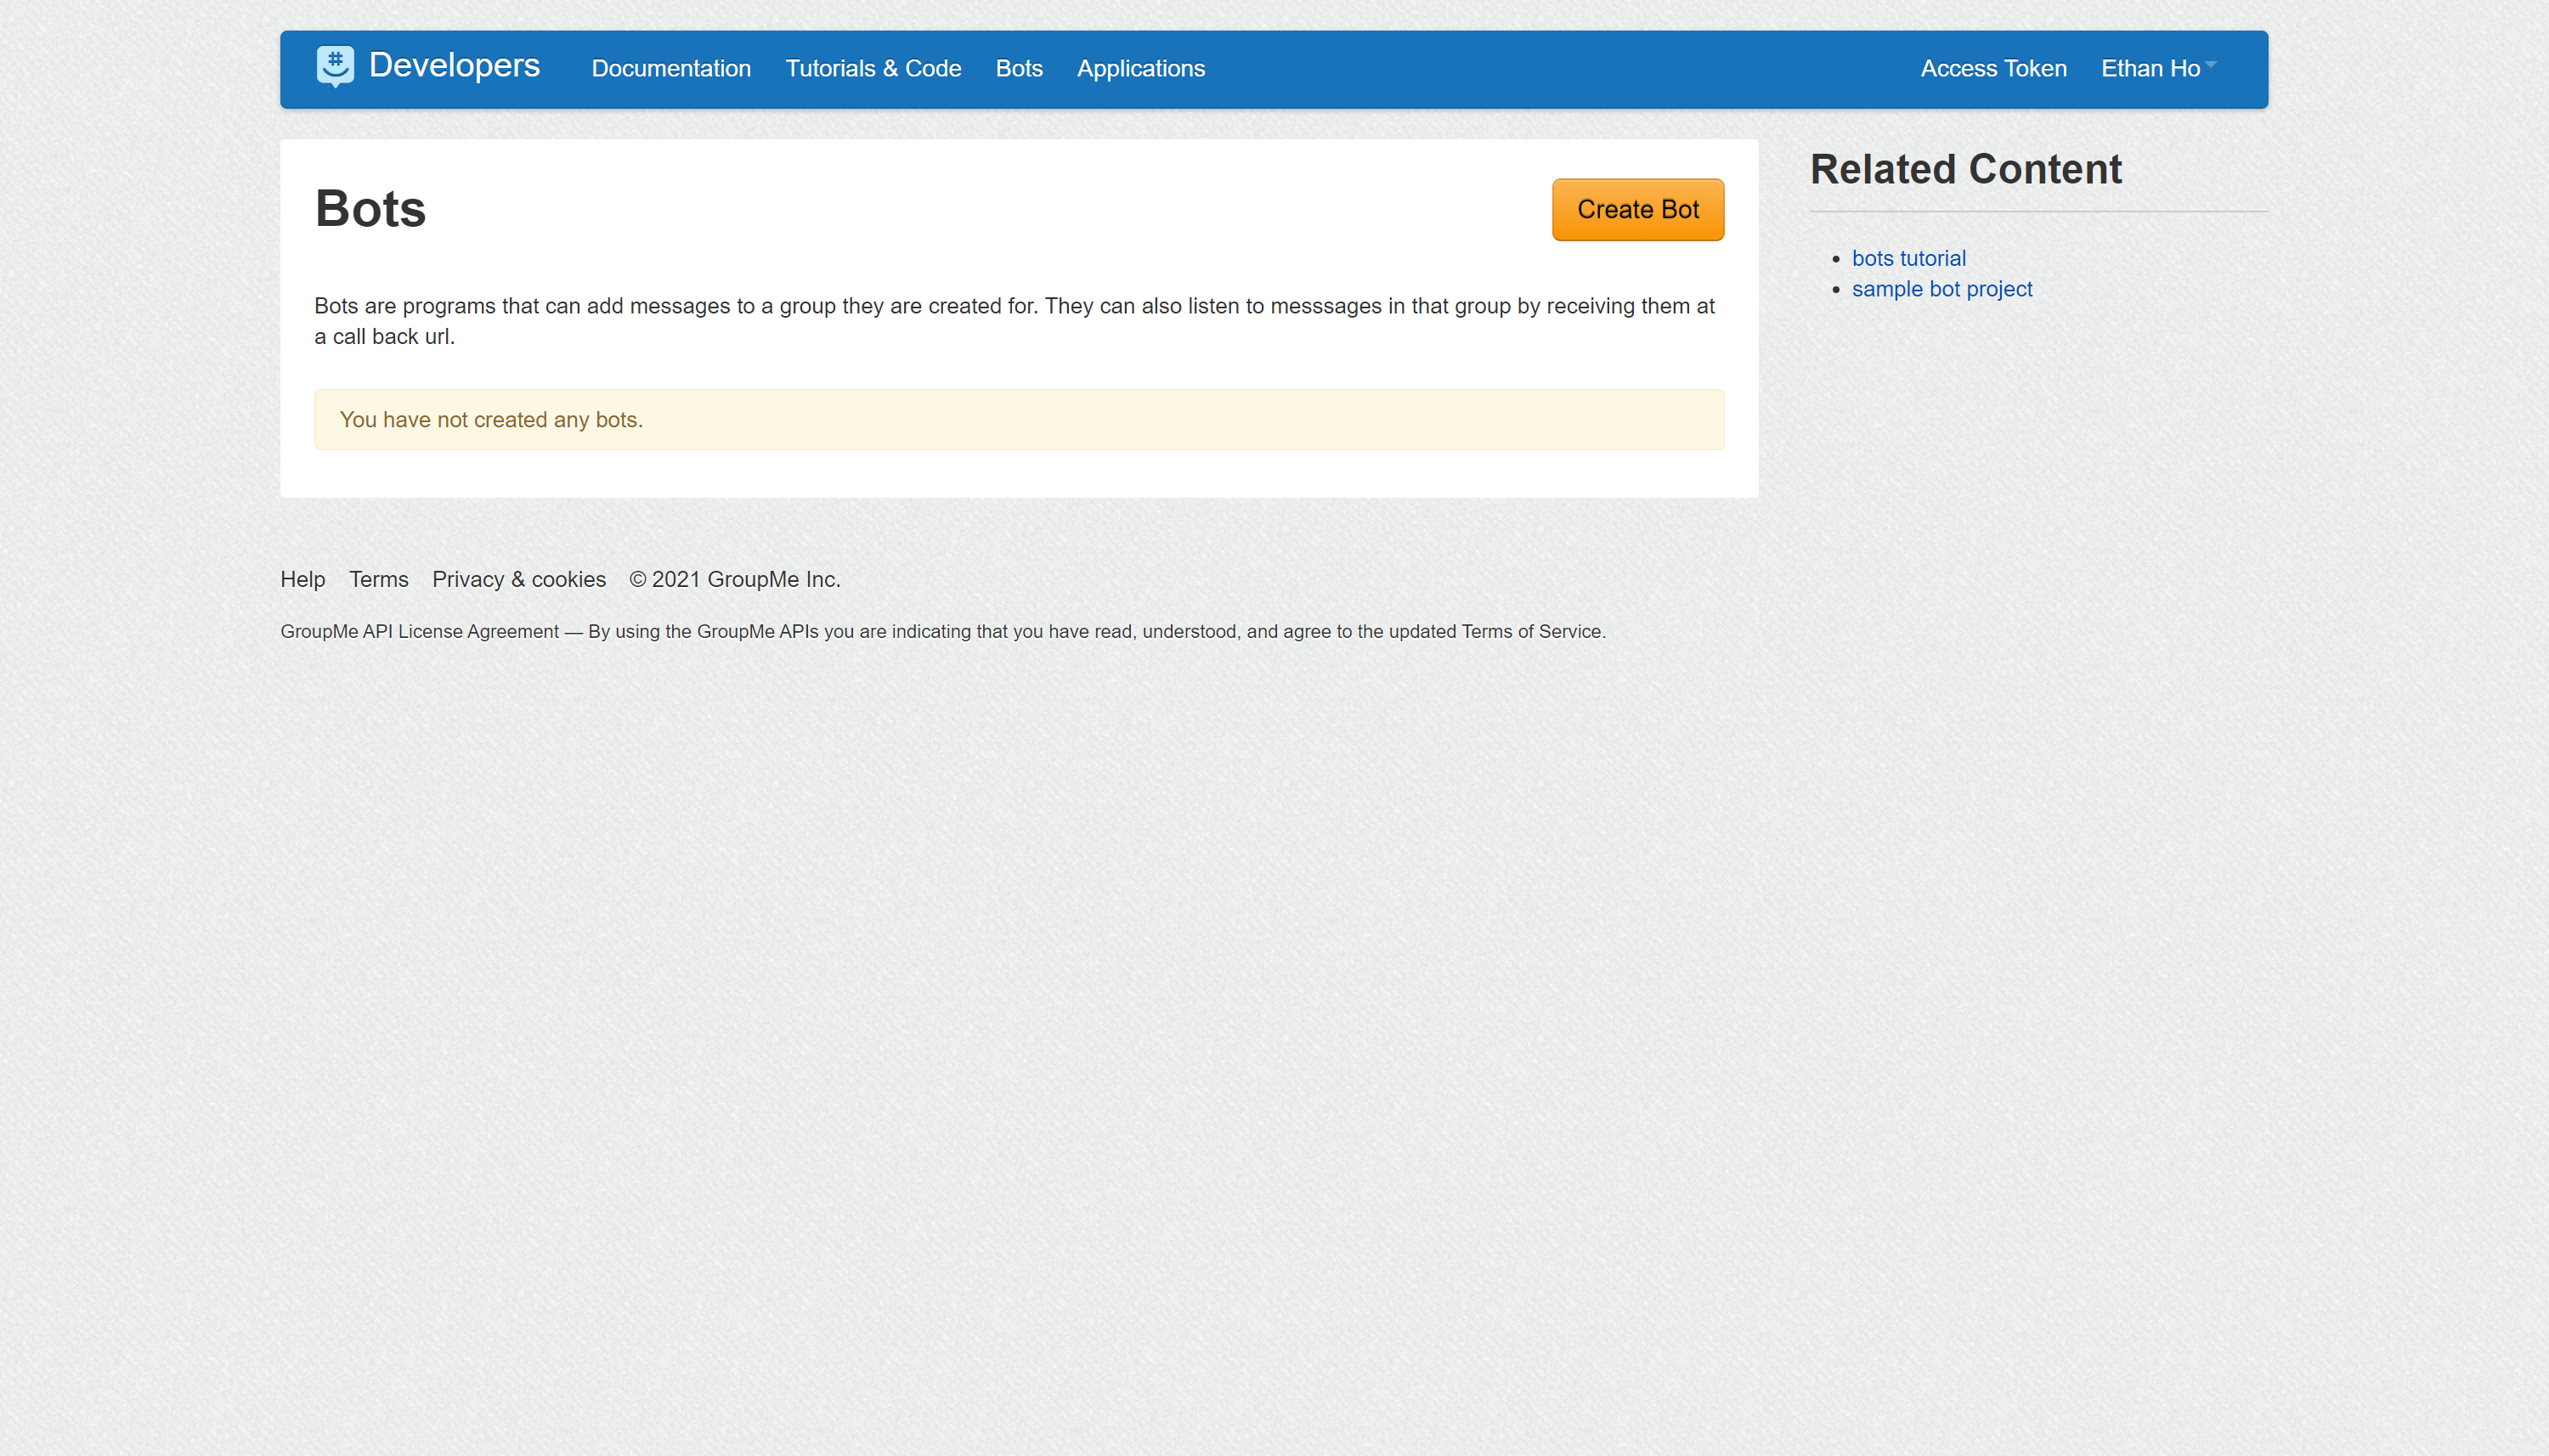 Developers Documentation Tutorials & Code Bots Applications Access Token Ethan Ho
Bots
Create Bot
Bots are programs that can add messages to a group they are created for. They can also listen to messsages in that group by receiving them at
a call back url.
You have not created any bots.
Related Content
bots tutorial
sample bot project
Help Terms Privacy & cookies © 2021 GroupMe Inc.
GroupMe API License Agreement — By using the GroupMe APIs you are indicating that you have read, understood, and agree to the updated Terms of Service.